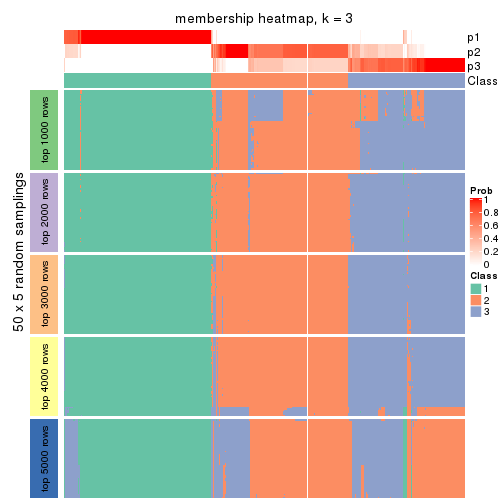 membership heatmap, k = 3
p1
p2
p3
Class
50 x 5 random samplings
top 1000 rows
top 2000 rows
top 3000 rows
top 4000 rows
top 5000 rows
Prob
1
0.8
0.6
0.4
0.2
0
Class
1
2
3